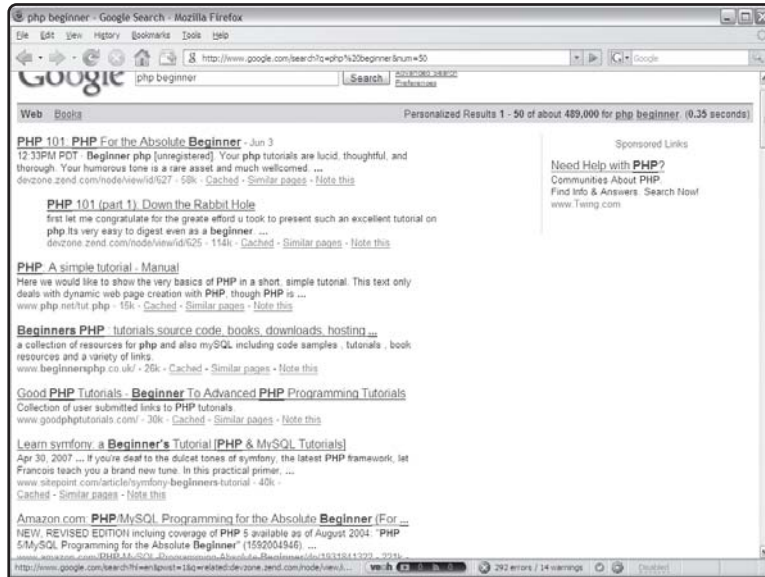 php beginner - Google Search - Mozilla Firefox
File Edit View History Bookmarks Tools Help
http://www.google.com/search?q=php%20beginner&num=50
Google
Google php beginner Search Advanced Search
Preferences
Web Books Personalized Results 1 - 50 of about 489,000 for php beginner. (0.35 seconds)
PHP 101: PHP For the Absolute Beginner - Jun 3
12:33PM PDT · Beginner php [unregistered]. Your php tutorials are lucid, thoughtful, and
thorough. Your humorous tone is a rare asset and much wellcomed. ...
devzone.zend.com/node/view/id/627 - 58k - Cached - Similar pages - Note this
PHP 101 (part 1): Down the Rabbit Hole
first let me congratulate for the greate efford u took to present such an excellent tutorial on
php.Its very easy to digest even as a beginner. ...
devzone.zend.com/node/view/id/625 - 114k - Cached - Similar pages - Note this
PHP: A simple tutorial - Manual
Here we would like to show the very basics of PHP in a short, simple tutorial. This text only
deals with dynamic web page creation with PHP, though PHP is ...
www.php.net/tut.php - 15k - Cached - Similar pages - Note this
Beginners PHP : tutorials,source code, books, downloads, hosting ...
a collection of resources for php and also mySQL including code samples , tutorials , book
resources and a variety of links.
www.beginnersphp.co.uk/ - 26k - Cached - Similar pages - Note this
Good PHP Tutorials - Beginner To Advanced PHP Programming Tutorials
Collection of user submitted links to PHP tutorials.
www.goodphptutorials.com/ - 30k - Cached - Similar pages - Note this
Learn symfony: a Beginner's Tutorial [PHP & MySQL Tutorials]
Apr 30, 2007 ... If you're deaf to the dulcet tones of symfony, the latest PHP framework, let
Francois teach you a brand new tune. In this practical primer, ...
www.sitepoint.com/article/symfony-beginners-tutorial - 40k -
Cached - Similar pages - Note this
Amazon.com: PHP/MySQL Programming for the Absolute Beginner (For ...
NEW, REVISED EDITION incluing coverage of PHP 5 available as of August 2004: "PHP
5/MySQL Programming for the Absolute Beginner" (1592004946). ...
Sponsored Links
Need Help with PHP?
Communities About PHP
Find Info & Answers. Search Now!
www.Twing.com
292 errors / 14 warnings